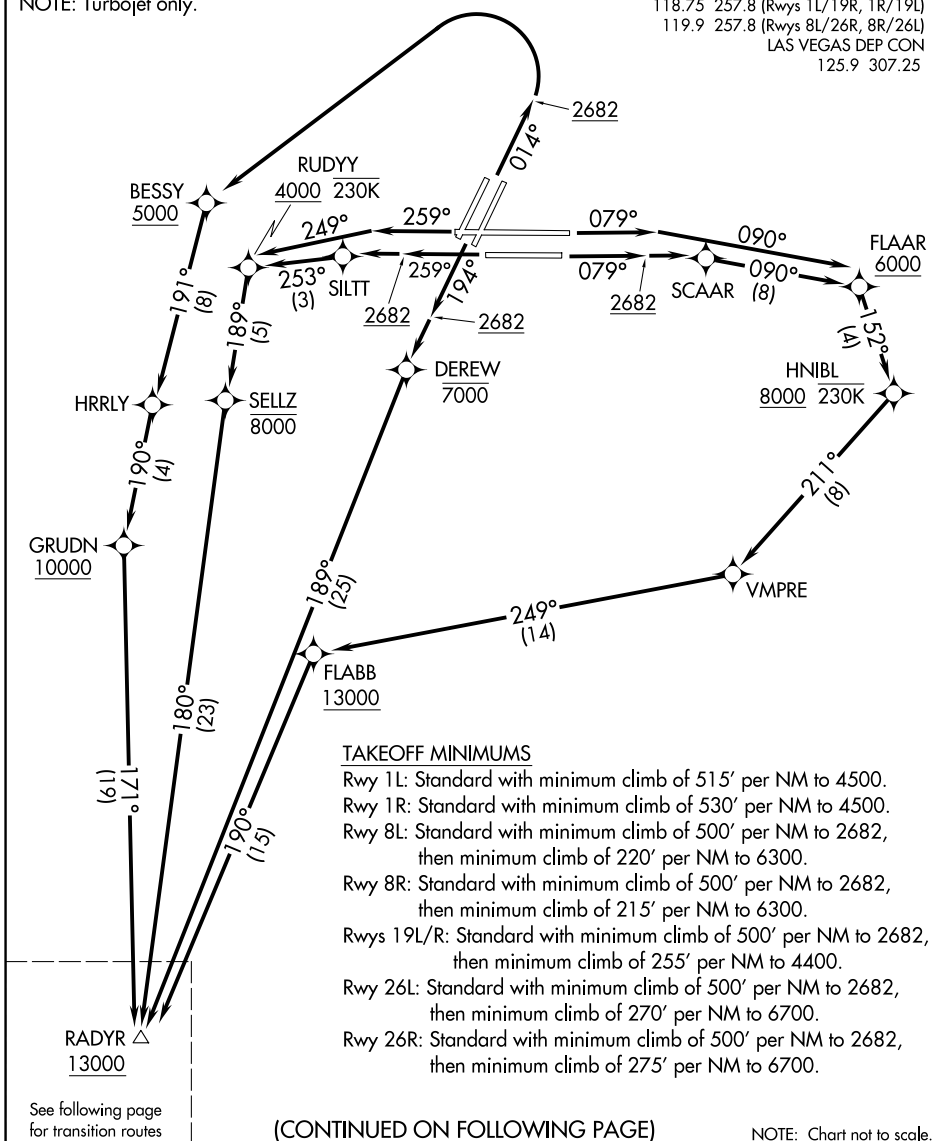 NOTE: Turbojet only.
118.75 257.8 (Rwys 1L/19R, 1R/19L)
119.9 257.8 (Rwys 8L/26R, 8R/26L)
LAS VEGAS DEP CON
125.9 307.25
2682
014°
RUDYY
4000 230K
BESSY
5000
249°
259°
079°
090°
FLAAR
6000
253°
(3)
SILTT
259°
194°
079°
SCAAR
090°
(8)
2682
2682
2682
191°
(8)
189°
(5)
152°
(4)
DEREW
7000
HNIBL
8000 230K
HRRLY
SELLZ
8000
190°
(4)
211°
(8)
GRUDN
10000
189°
(25)
VMPRE
249°
(14)
FLABB
13000
180°
(23)
171°
(19)
190°
(15)
TAKEOFF MINIMUMS
Rwy 1L: Standard with minimum climb of 515' per NM to 4500.
Rwy 1R: Standard with minimum climb of 530' per NM to 4500.
Rwy 8L: Standard with minimum climb of 500' per NM to 2682,
then minimum climb of 220' per NM to 6300.
Rwy 8R: Standard with minimum climb of 500' per NM to 2682,
then minimum climb of 215' per NM to 6300.
Rwys 19L/R: Standard with minimum climb of 500' per NM to 2682,
then minimum climb of 255' per NM to 4400.
Rwy 26L: Standard with minimum climb of 500' per NM to 2682,
then minimum climb of 270' per NM to 6700.
Rwy 26R: Standard with minimum climb of 500' per NM to 2682,
then minimum climb of 275' per NM to 6700.
RADYR
13000
See following page
for transition routes
(CONTINUED ON FOLLOWING PAGE)
NOTE: Chart not to scale.